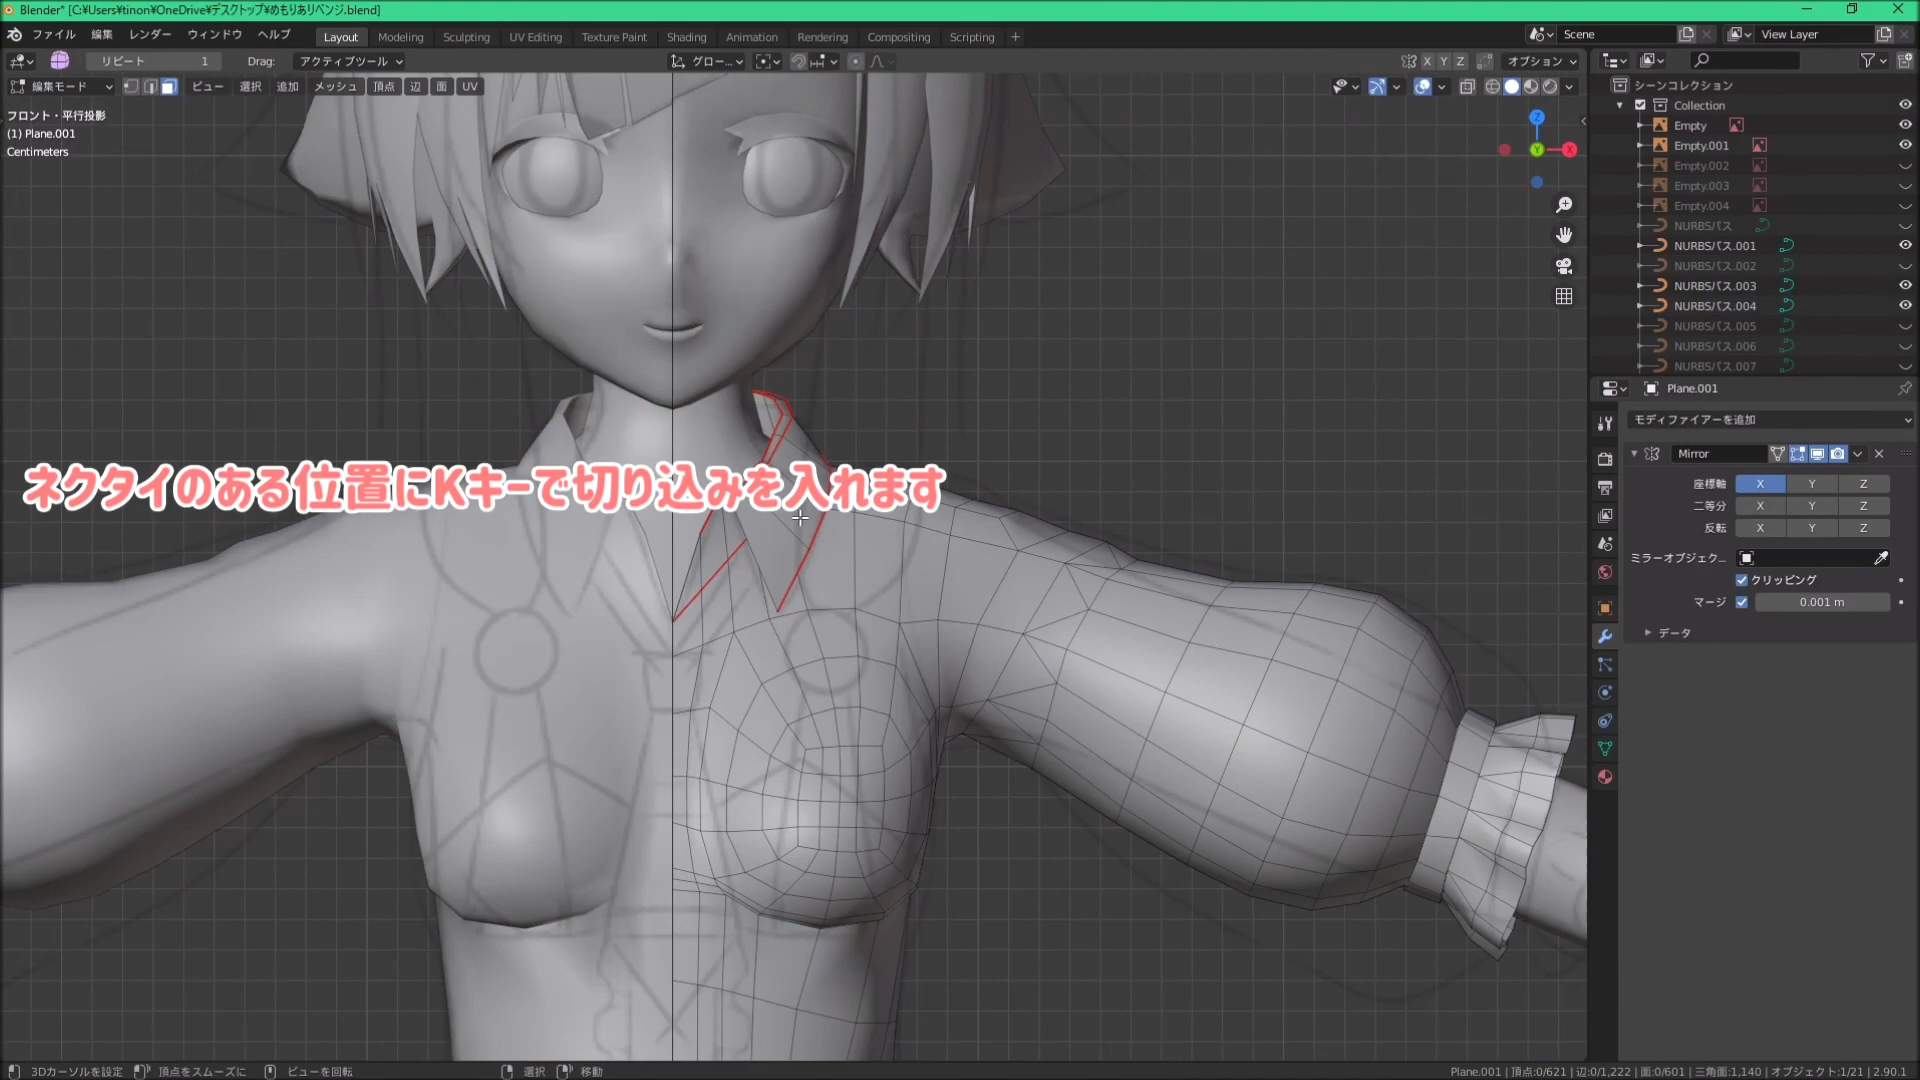 Blender* [C:¥Users¥tinon¥OneDrive¥デスクトップ¥めもりありベンジ.blend]
ファイル 編集 レンダー ウィンドウ ヘルプ Layout Modeling Sculpting UV Editing Texture Paint Shading Animation Rendering Compositing Scripting + Scene View Layer
リピート 1 Drag: アクティブツール グロー... X Y Z オプション
編集モード ビュー 選択 追加 メッシュ 頂点 辺 面 UV
フロント・平行投影
(1) Plane.001
Centimeters
Z
Y
X
シーンコレクション
Collection
Empty
Empty.001
Empty.002
Empty.003
Empty.004
NURBSパス
NURBSパス.001
NURBSパス.002
NURBSパス.003
NURBSパス.004
NURBSパス.005
NURBSパス.006
NURBSパス.007
Plane.001
モディファイアーを追加
Mirror
座標軸 X Y Z
二等分 X Y Z
反転 X Y Z
ミラーオブジェク...
クリッピング
マージ 0.001 m
データ
ネクタイのある位置にKキーで切り込みを入れます
3Dカーソルを設定 頂点をスムーズに ビューを回転 選択 移動 Plane.001 | 頂点:0/621 | 辺:0/1,222 | 面:0/601 | 三角面:1,140 | オブジェクト:1/21 | 2.90.1